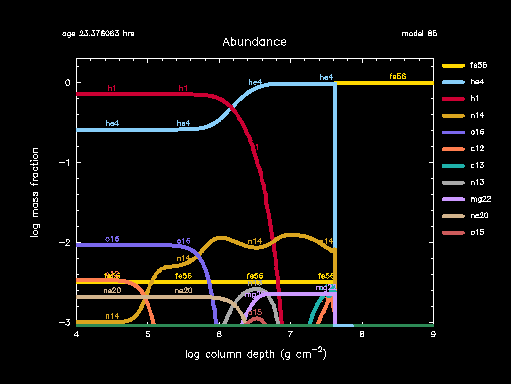 age 23.376063 hrs
model 85
Abundance
log mass fraction
0
−1
−2
−3
h1
h1
he4
he4
he4
he4
fe56
o16
o16
n14
n14
n14
n14
fe56
fe56
fe56
ne20
ne20
4
5
6
7
8
9
log column depth (g cm−2)
fe56
he4
h1
n14
o16
c12
c13
n13
mg22
ne20
o15